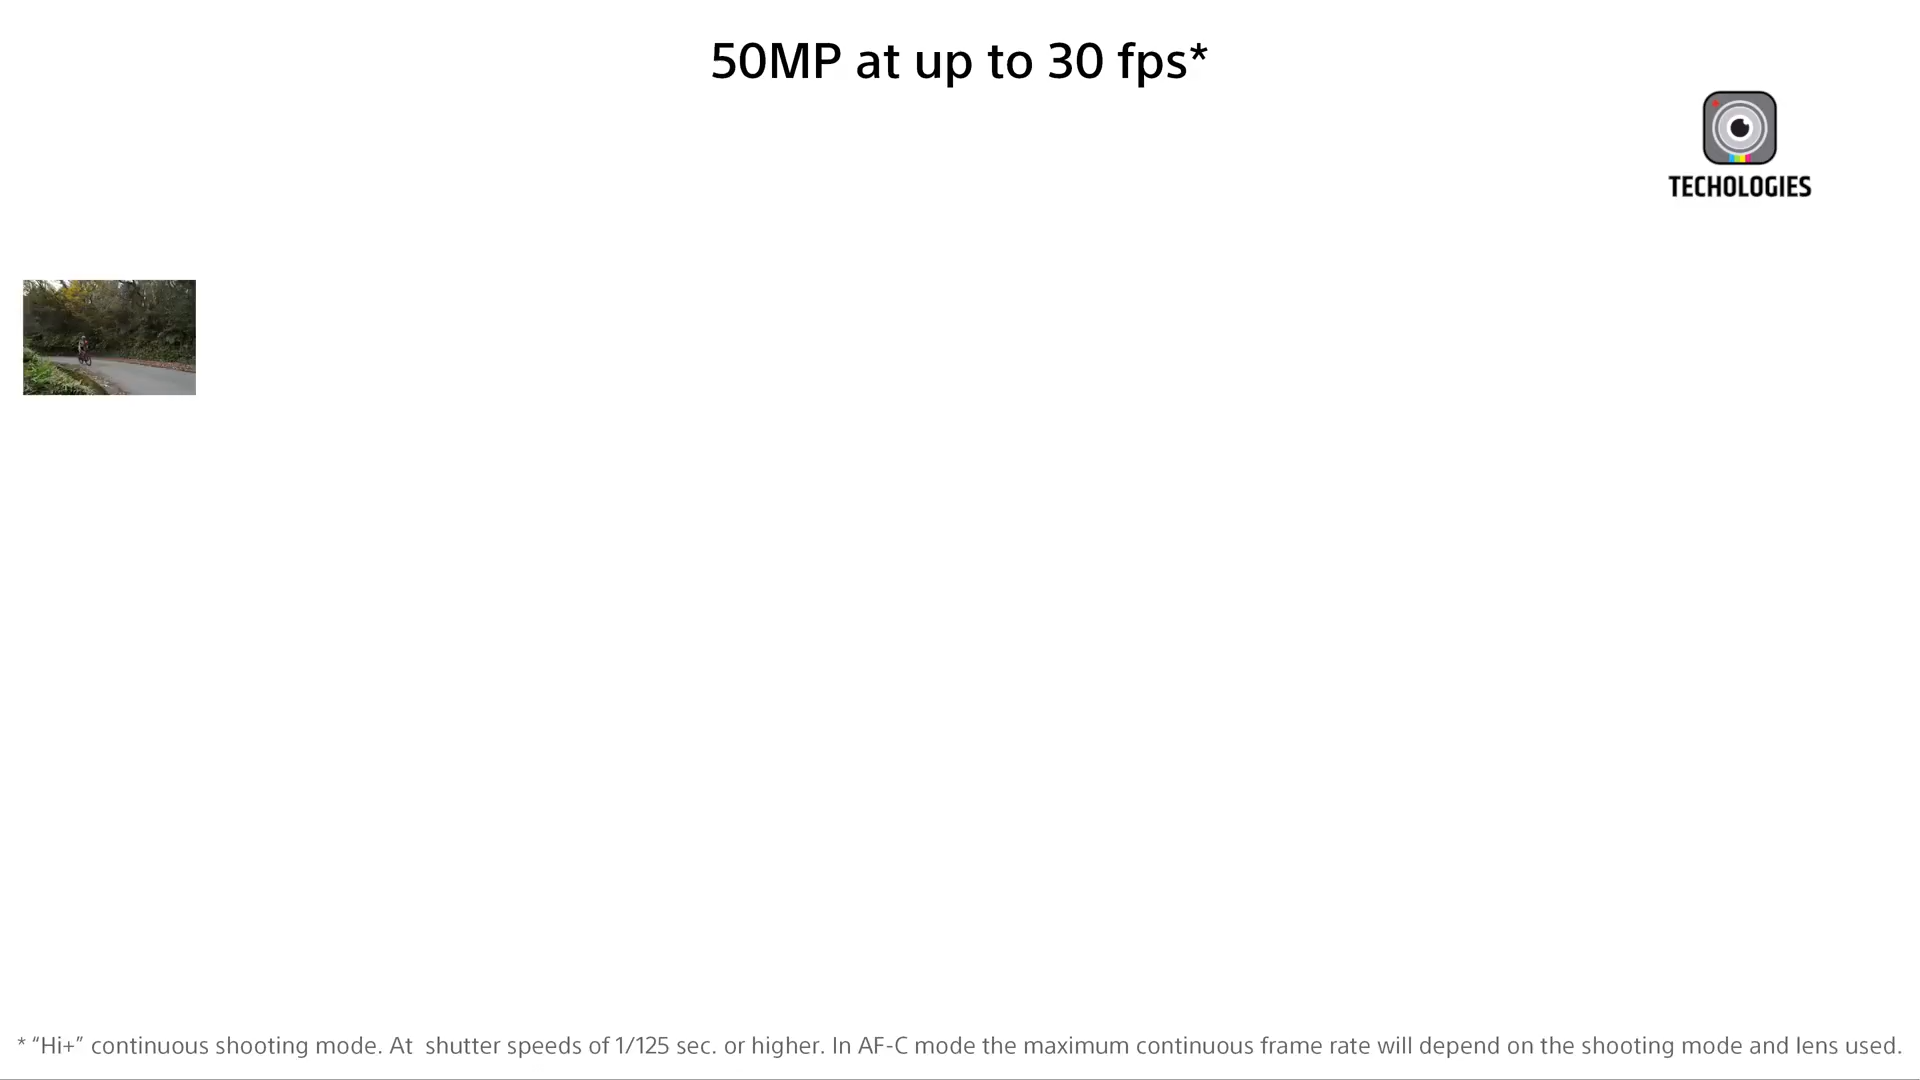 50MP at up to 30 fps*
TECHOLOGIES
* “Hi+” continuous shooting mode. At  shutter speeds of 1/125 sec. or higher. In AF-C mode the maximum continuous frame rate will depend on the shooting mode and lens used.